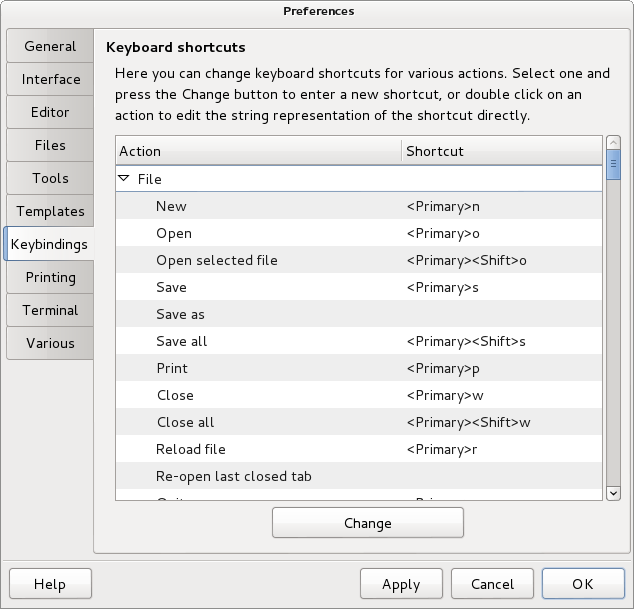 Preferences
General
Interface
Editor
Files
Tools
Templates
Keybindings
Printing
Terminal
Various
Keyboard shortcuts
Here you can change keyboard shortcuts for various actions. Select one and
press the Change button to enter a new shortcut, or double click on an
action to edit the string representation of the shortcut directly.
Action Shortcut
File
New <Primary>n
Open <Primary>o
Open selected file <Primary><Shift>o
Save <Primary>s
Save as
Save all <Primary><Shift>s
Print <Primary>p
Close <Primary>w
Close all <Primary><Shift>w
Reload file <Primary>r
Re-open last closed tab
Change
Help Apply Cancel OK